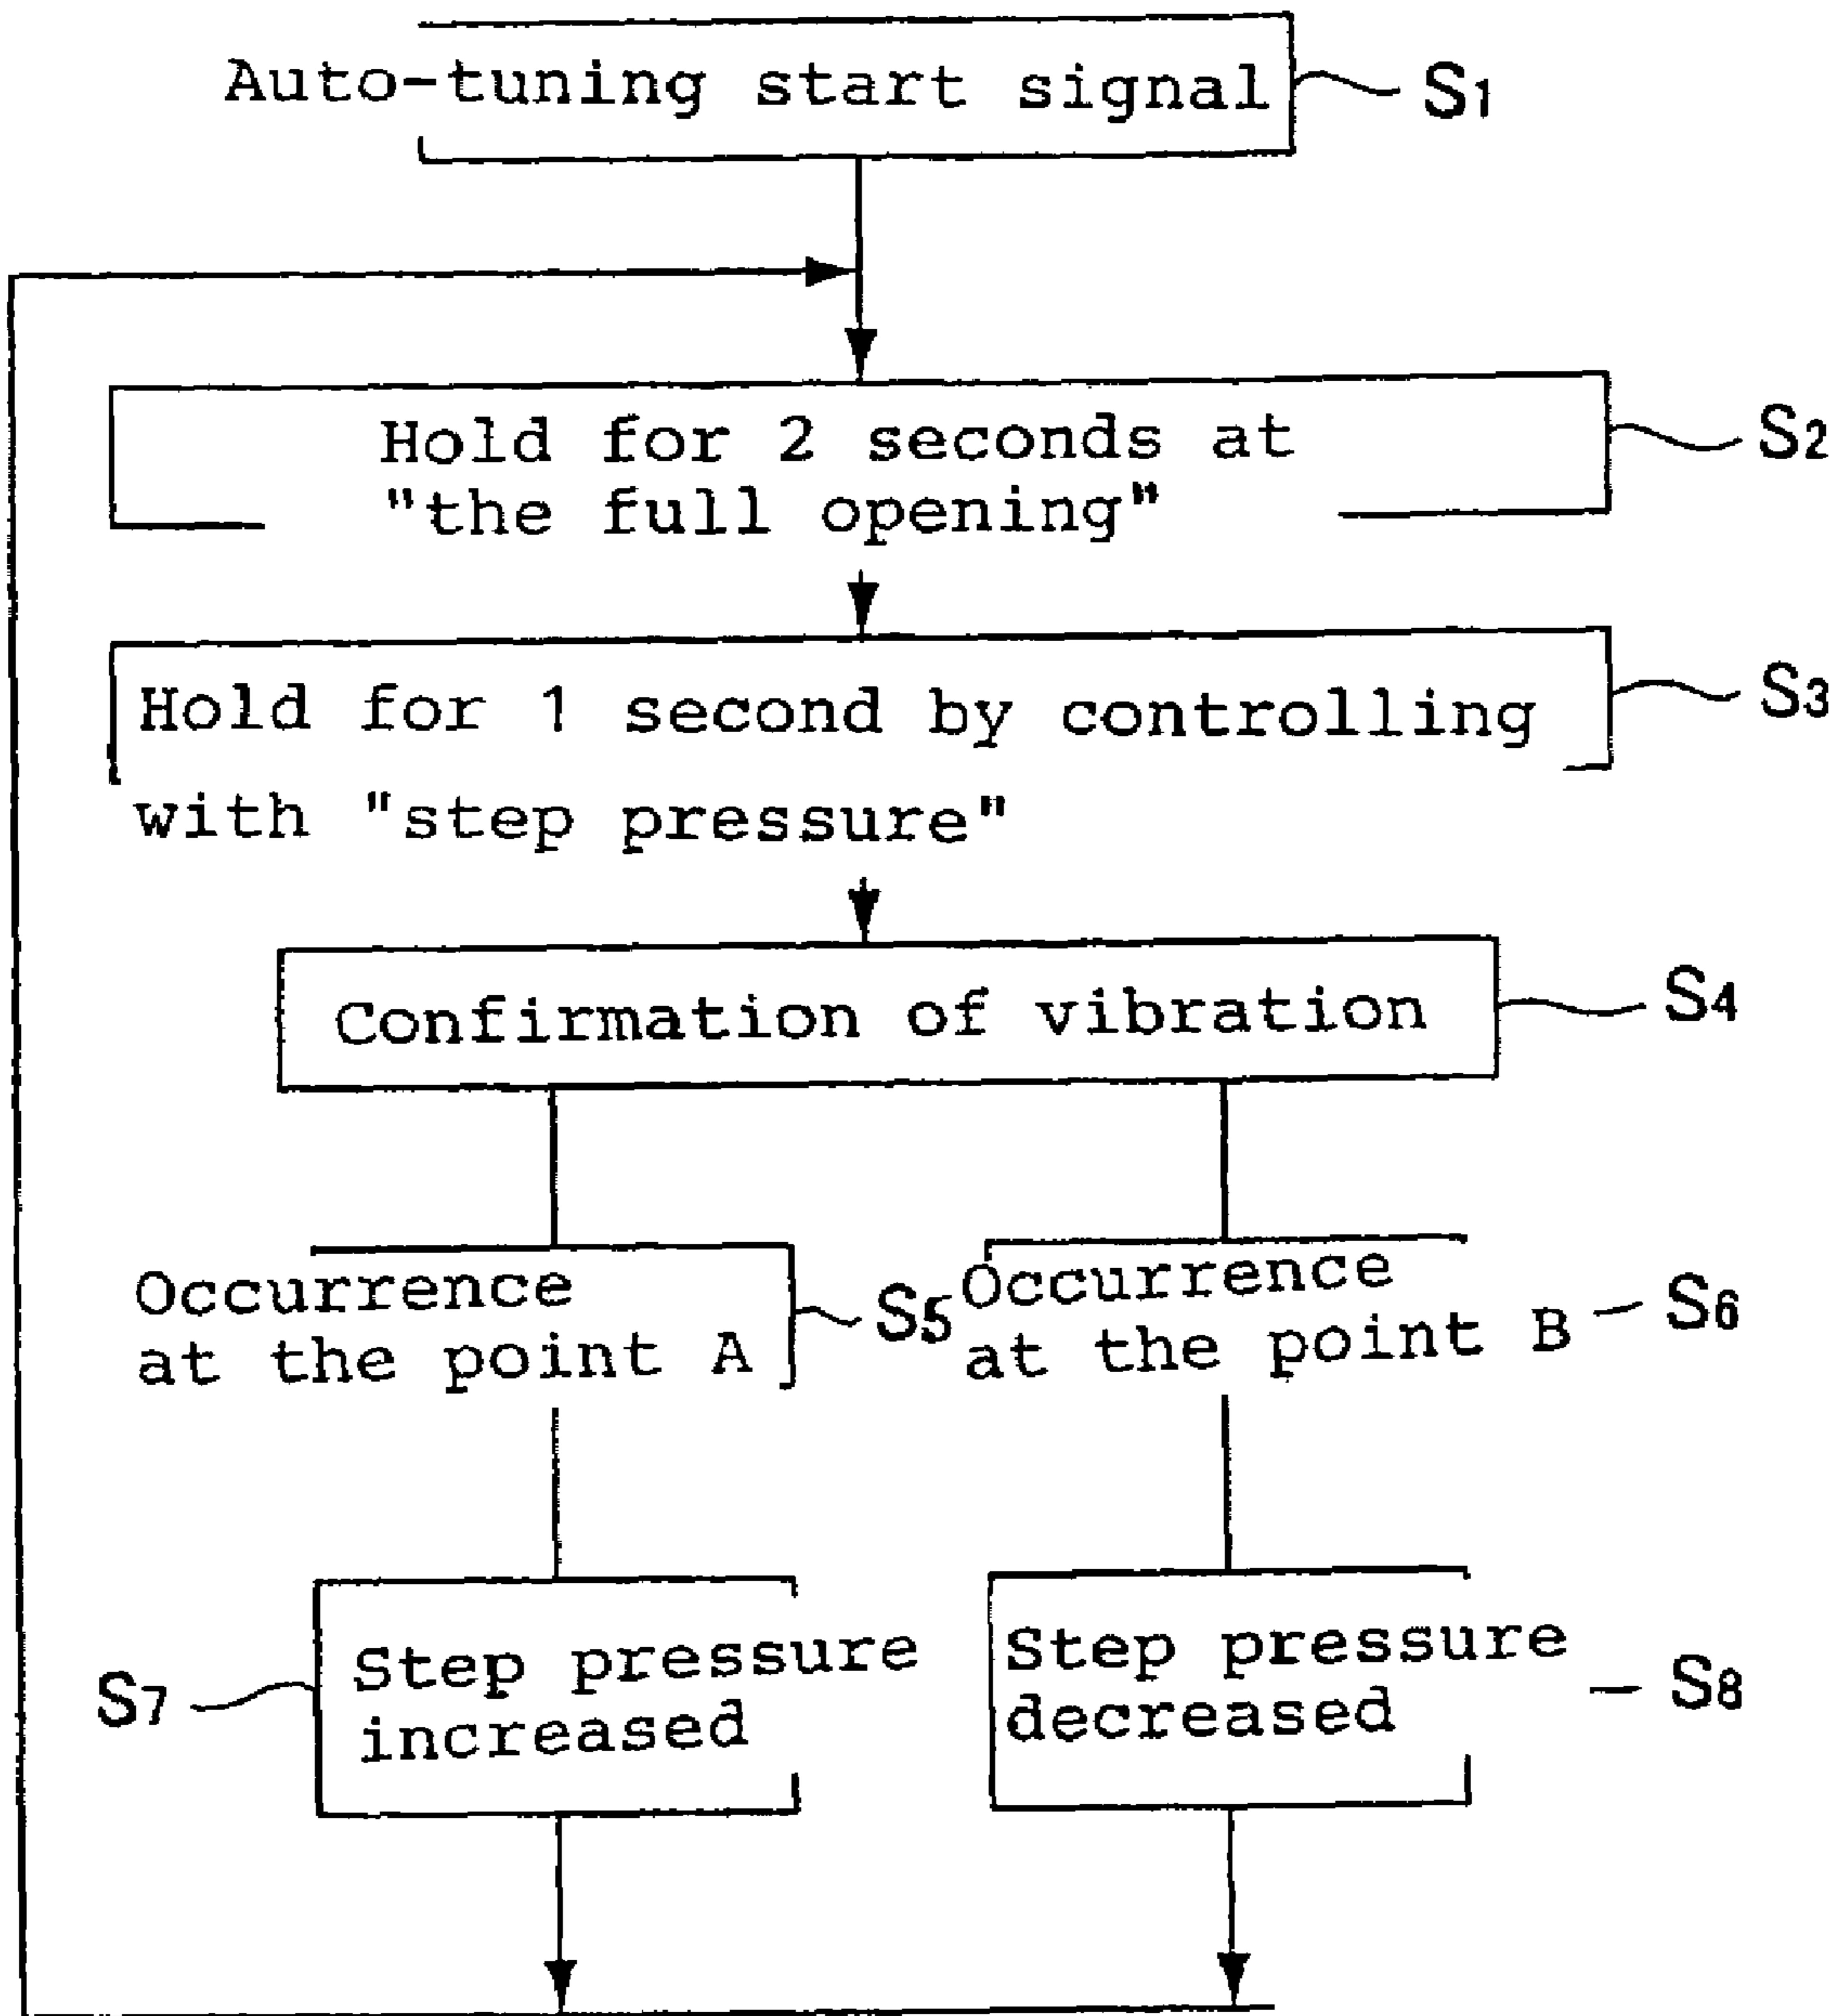 Auto-tuning start signal
S1
Hold for 2 seconds at
"the full opening"
S2
Hold for 1 second by controlling
with "step pressure"
S3
Confirmation of vibration
S4
Occurrence
at the point A
S5
Occurrence
at the point B
S6
Step pressure
increased
S7
Step pressure
decreased
S8